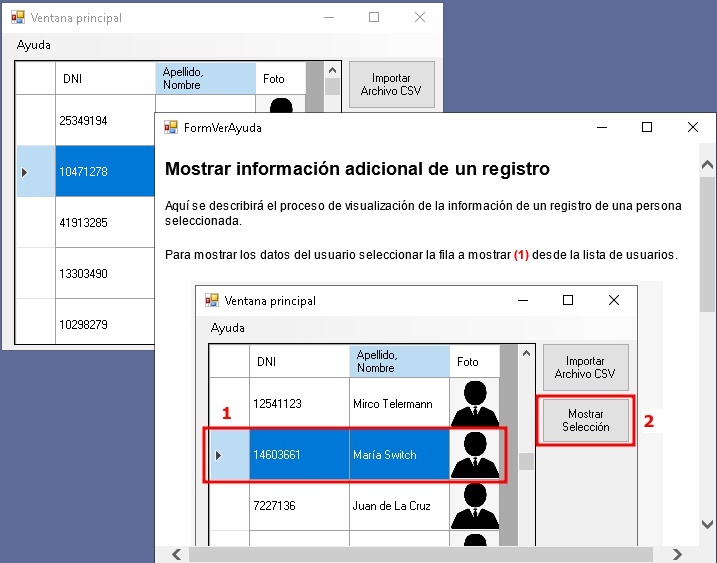 Ventana principal
Ayuda
DNI
Apellido,
Nombre
Foto
Importar
Archivo CSV
25349194
10471278
41913285
13303490
10298279
FormVerAyuda
Mostrar información adicional de un registro
Aquí se describirá el proceso de visualización de la información de un registro de una persona
seleccionada.
Para mostrar los datos del usuario seleccionar la fila a mostrar (1) desde la lista de usuarios.
Ventana principal
Ayuda
DNI
Apellido,
Nombre
Foto
Importar
Archivo CSV
12541123
Mirco Telermann
Mostrar
Selección
1
2
14603661
María Switch
7227136
Juan de La Cruz